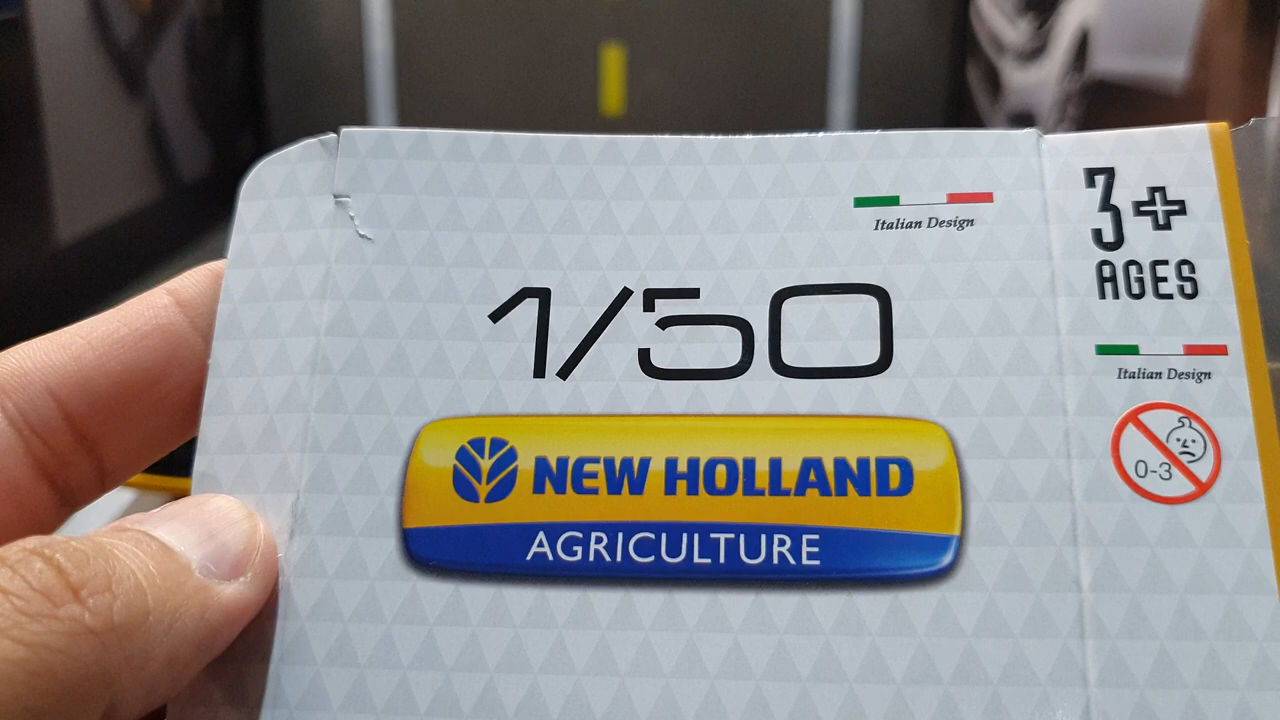 Italian Design
1/50
NEW HOLLAND
AGRICULTURE
3+
AGES
Italian Design
0-3